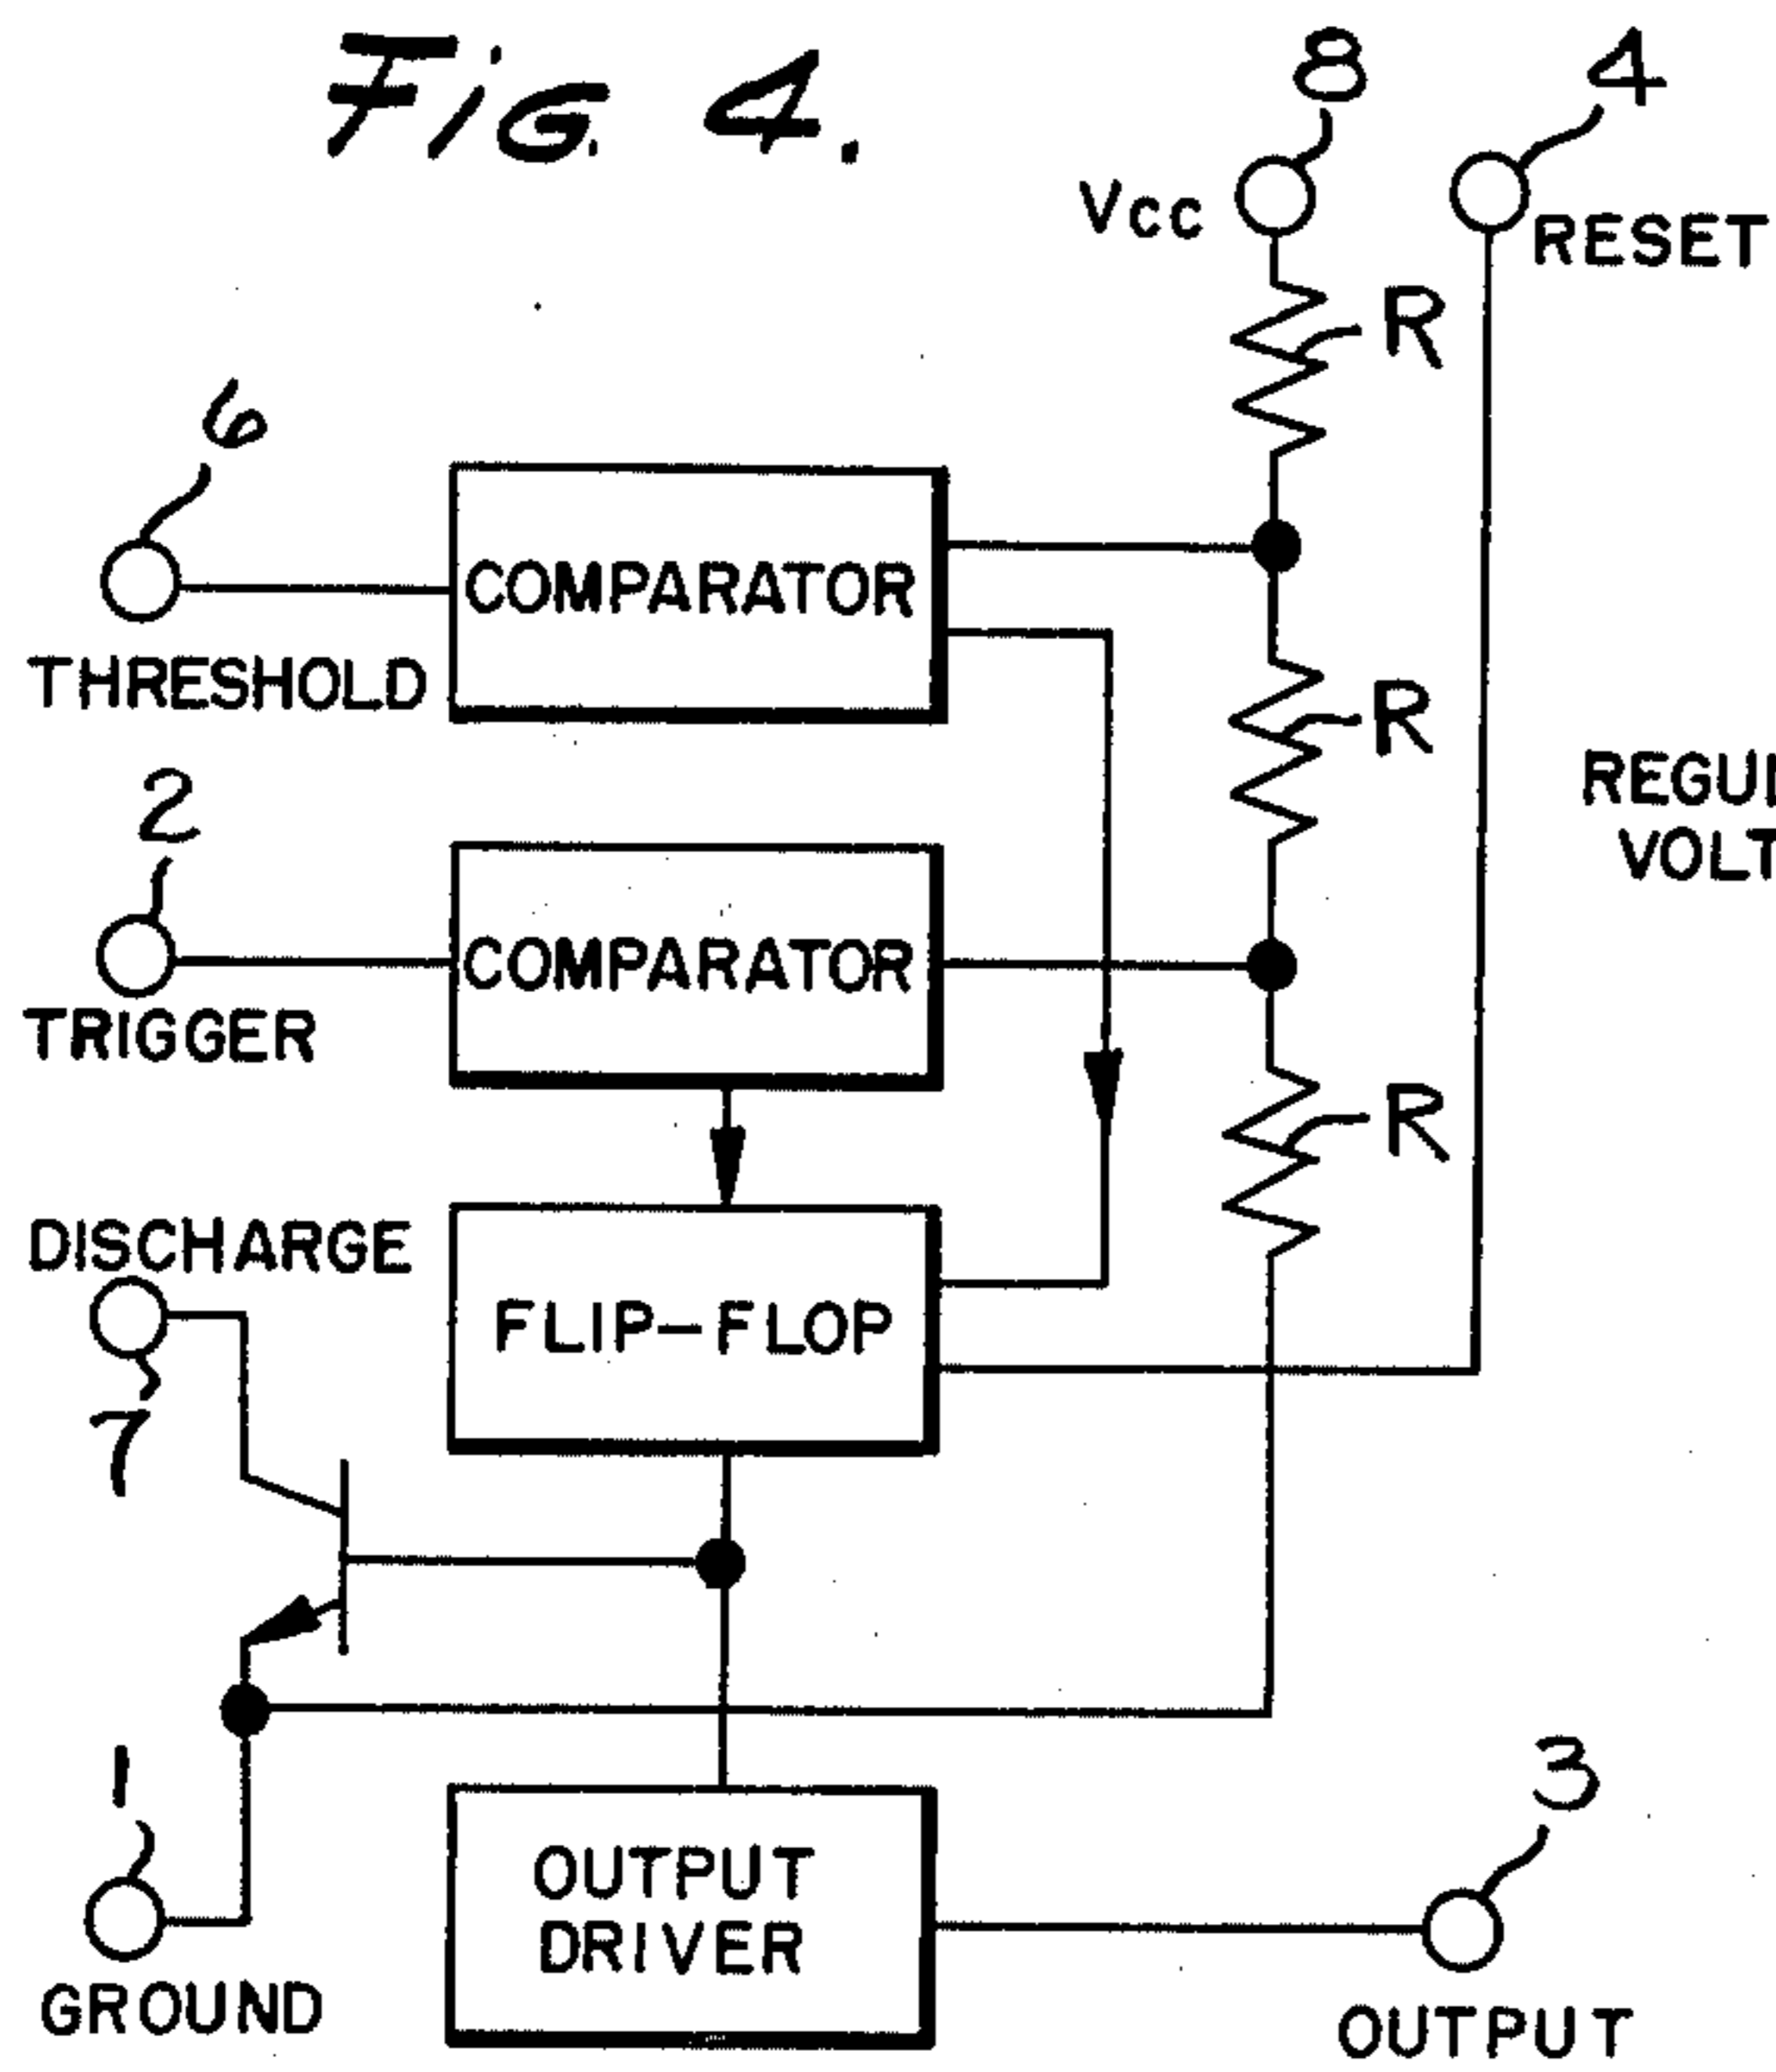 Fig. 4.
8
4
Vcc
RESET
R
6
COMPARATOR
THRESHOLD
R
2
COMPARATOR
TRIGGER
R
DISCHARGE
FLIP-FLOP
7
1
3
OUTPUT
DRIVER
GROUND
OUTPUT